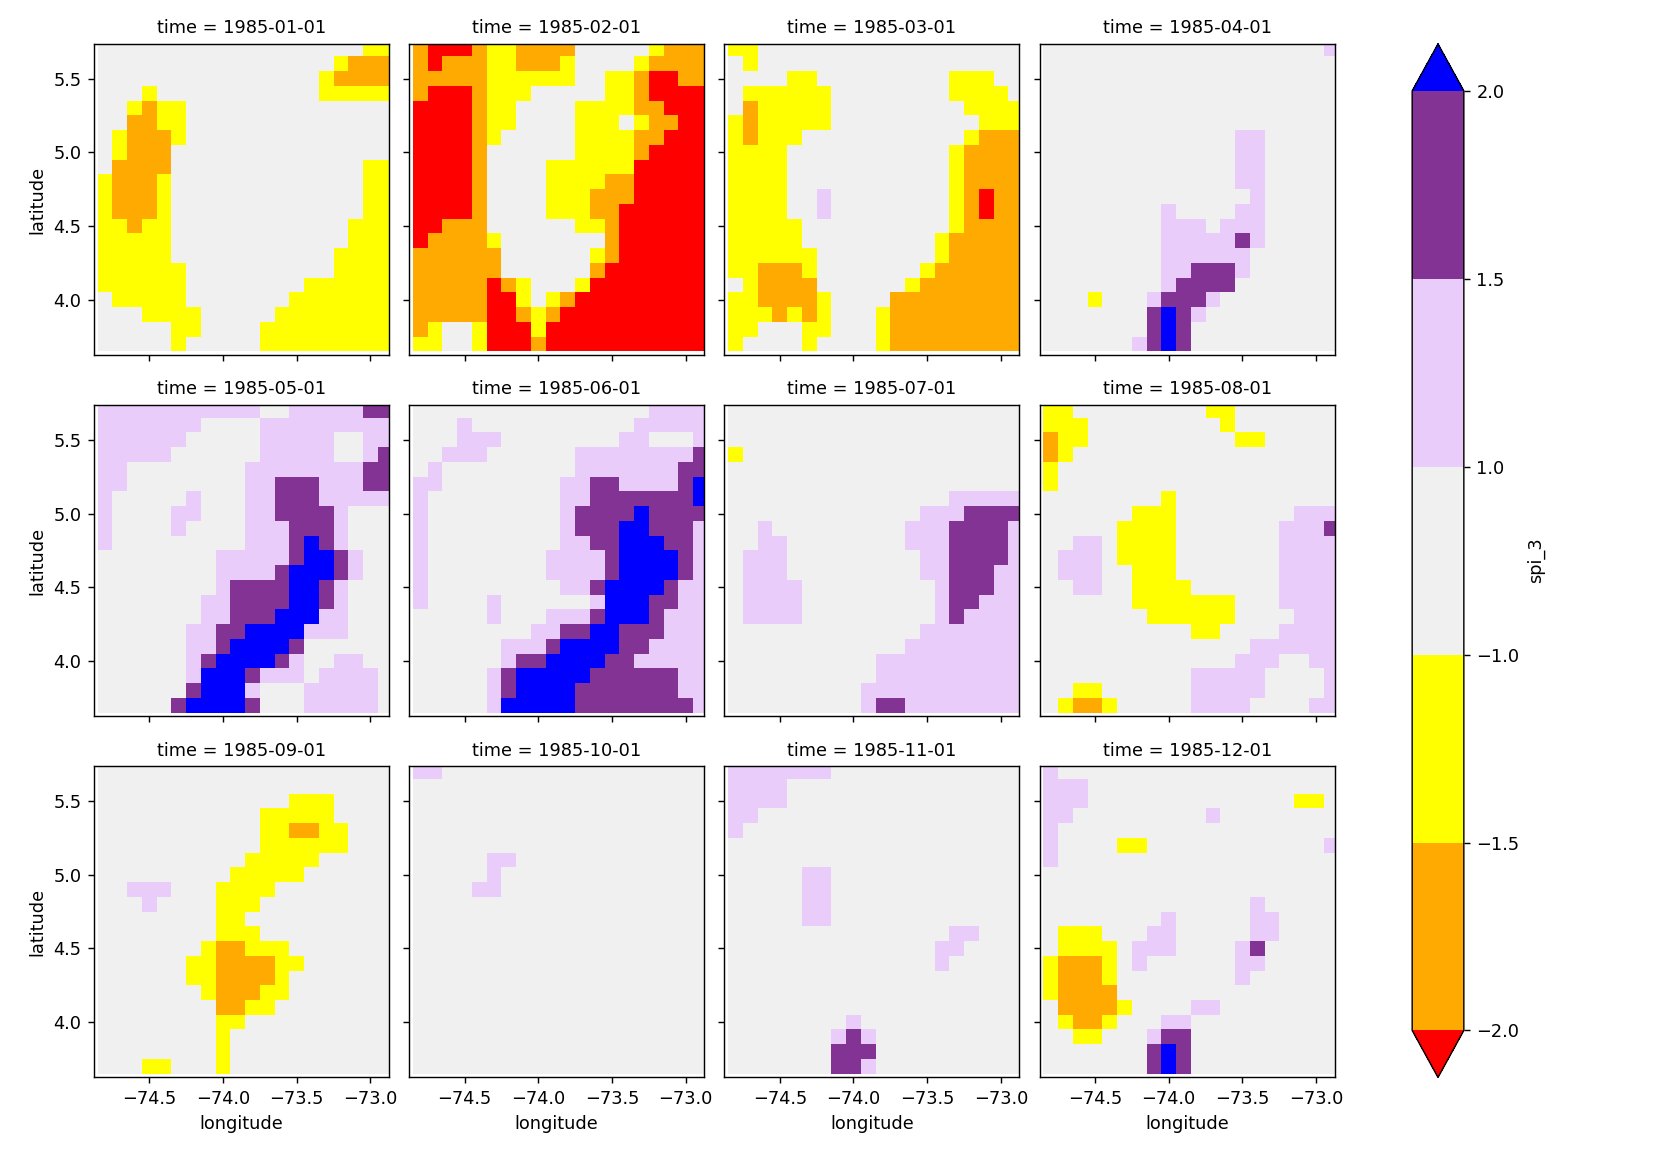 time = 1985-01-01
time = 1985-02-01
time = 1985-03-01
time = 1985-04-01
5.5
5.0
4.5
4.0
latitude
time = 1985-05-01
time = 1985-06-01
time = 1985-07-01
time = 1985-08-01
5.5
5.0
4.5
4.0
latitude
time = 1985-09-01
time = 1985-10-01
time = 1985-11-01
time = 1985-12-01
5.5
5.0
4.5
4.0
latitude
−74.5 −74.0 −73.5 −73.0
longitude
−74.5 −74.0 −73.5 −73.0
longitude
−74.5 −74.0 −73.5 −73.0
longitude
−74.5 −74.0 −73.5 −73.0
longitude
2.0
1.5
1.0
−1.0
−1.5
−2.0
spi_3